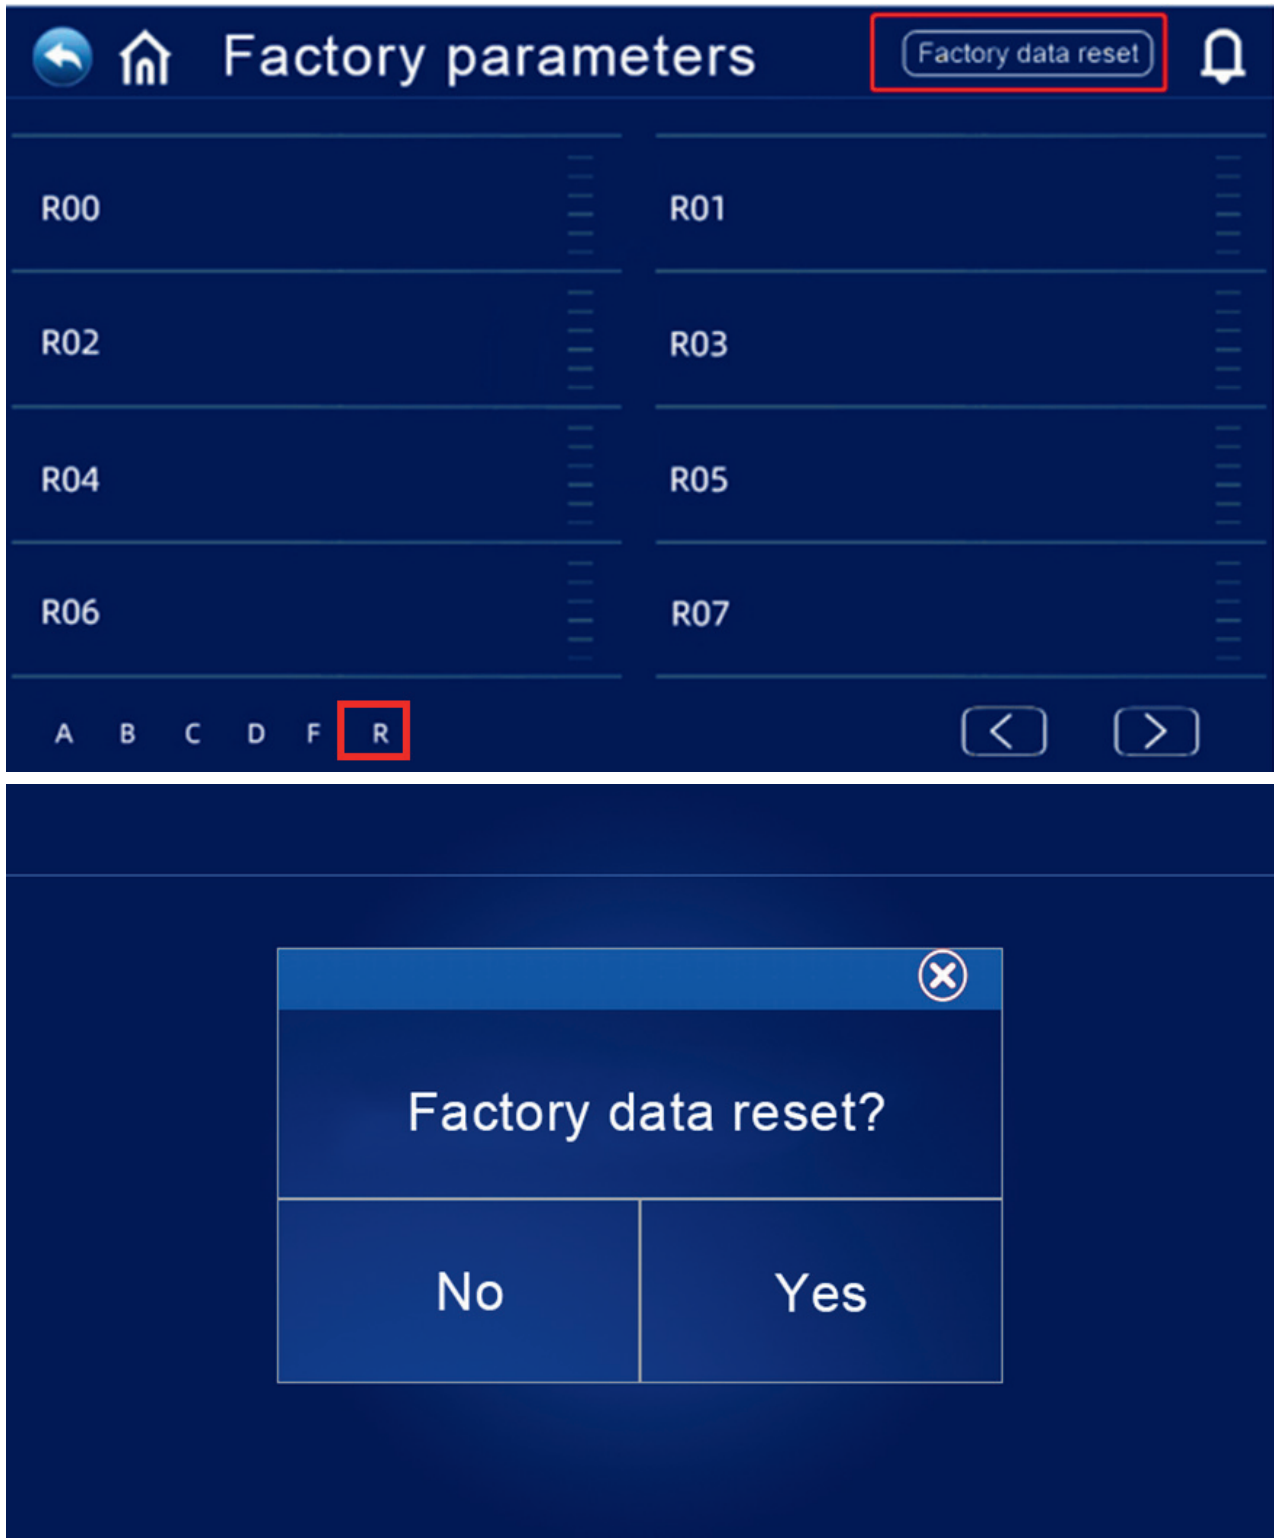 Factory parameters Factory data reset
R00 R01
R02 R03
R04 R05
R06 R07
A B C D F R
Factory data reset?
No Yes